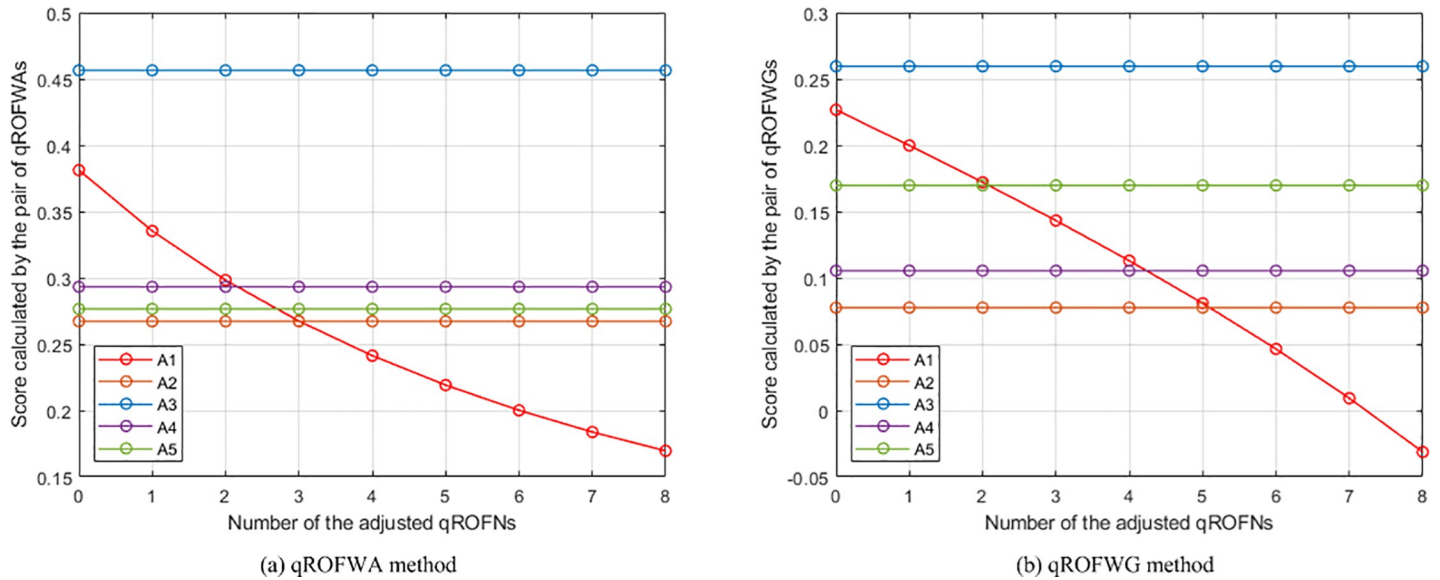 0.5
0.45
0.4
0.35
0.3
0.25
0.2
0.15
Score calculated by the pair of qROFWAs
A1
A2
A3
A4
A5
0 1 2 3 4 5 6 7 8
Number of the adjusted qROFNs
(a) qROFWA method
0.3
0.25
0.2
0.15
0.1
0.05
0
-0.05
Score calculated by the pair of qROFWGs
A1
A2
A3
A4
A5
0 1 2 3 4 5 6 7 8
Number of the adjusted qROFNs
(b) qROFWG method